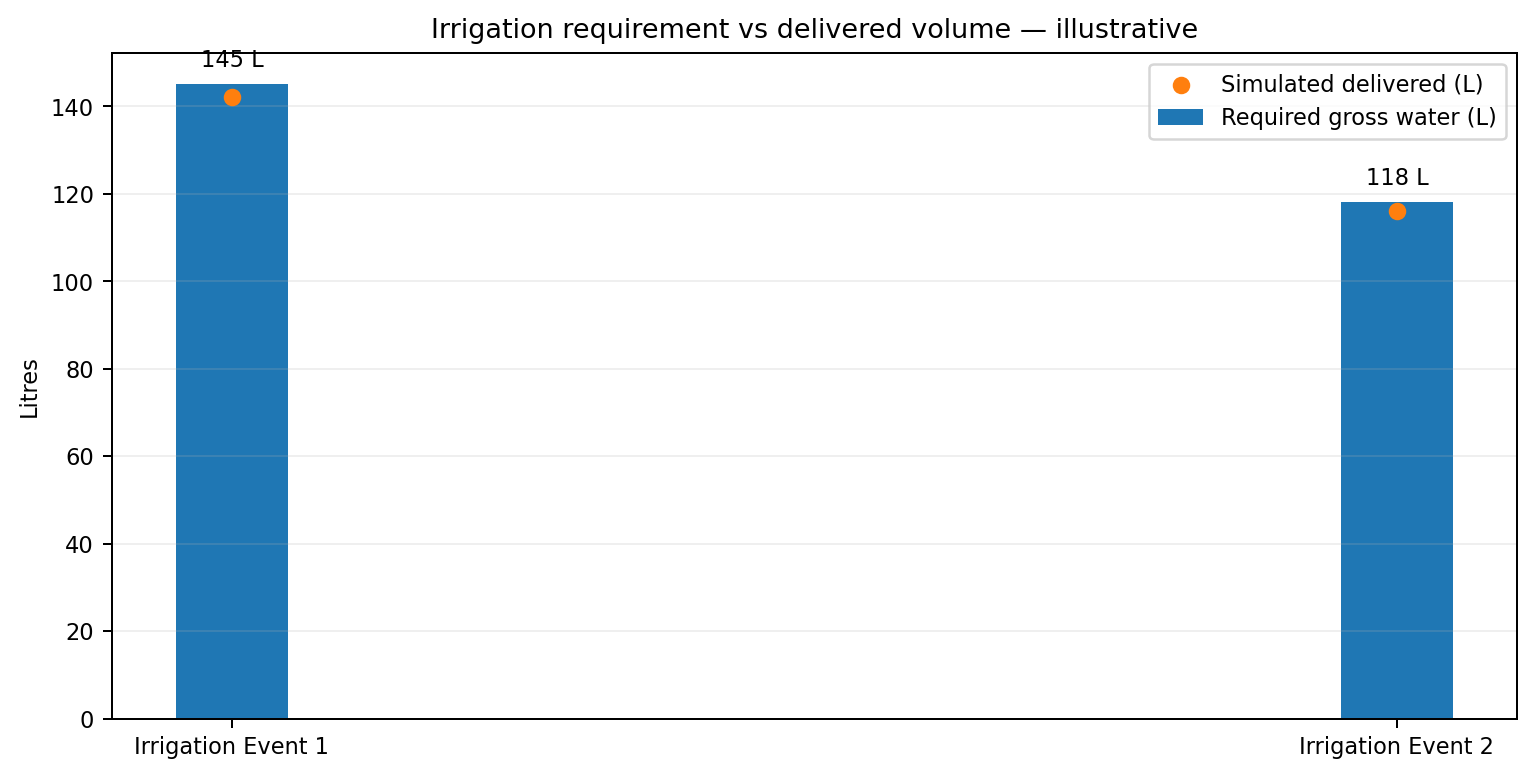 Irrigation requirement vs delivered volume — illustrative
145 L
Simulated delivered (L)
Required gross water (L)
118 L
140
120
100
80
60
40
20
0
Litres
Irrigation Event 1
Irrigation Event 2